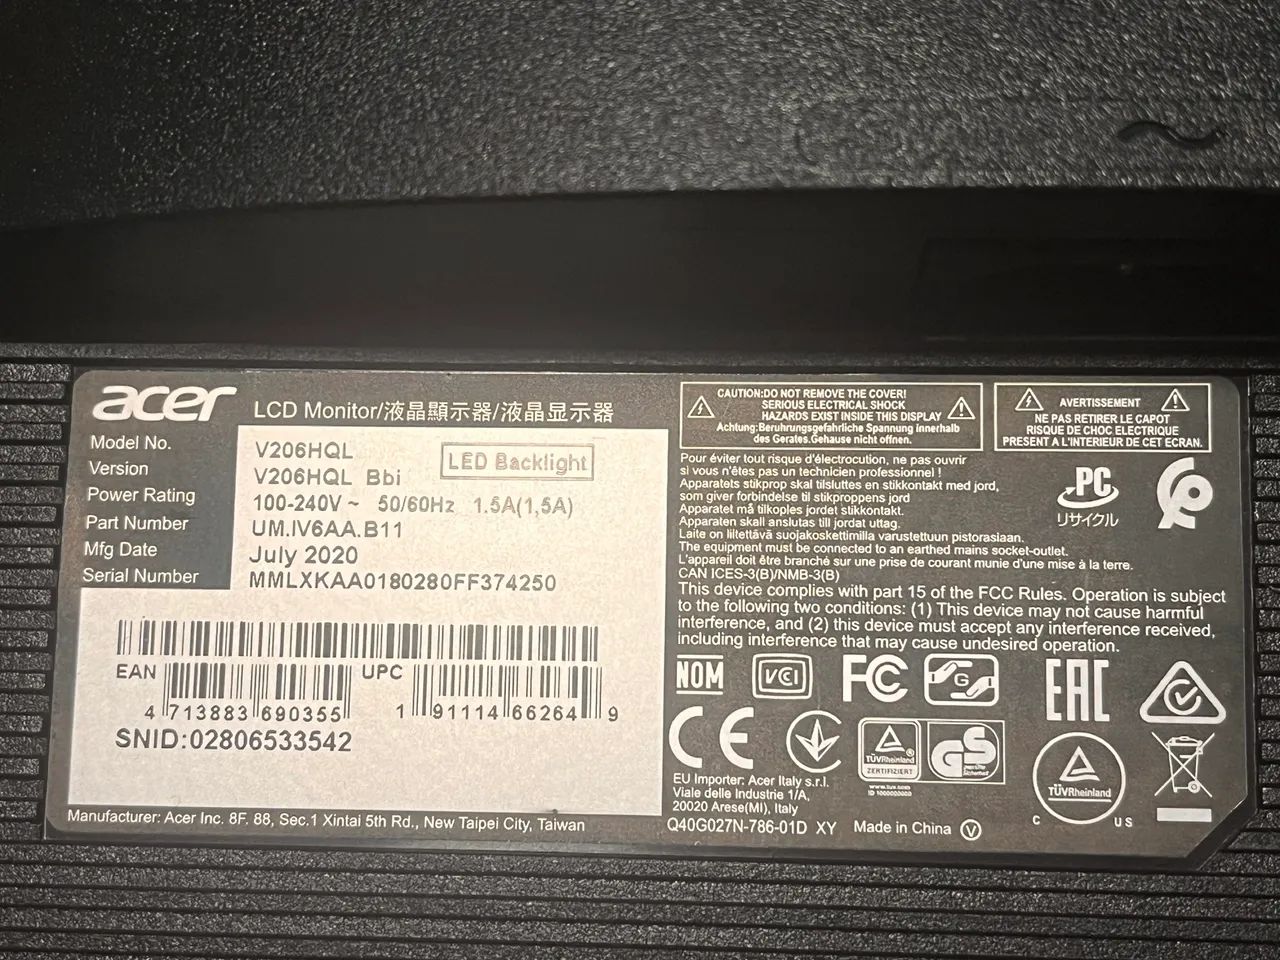 acer LCD Monitor/液晶顯示器/液晶显示器
Model No. V206HQL
Version V206HQL Bbi
LED Backlight
Power Rating 100-240V ~ 50/60Hz 1.5A(1,5A)
Part Number UM.IV6AA.B11
Mfg Date July 2020
Serial Number MMLXKAA0180280FF374250
EAN
4 713883 690355
UPC
1 91114 66264 9
SNID:02806533542
Manufacturer: Acer Inc. 8F. 88, Sec.1 Xintai 5th Rd., New Taipei City, Taiwan
CAUTION:DO NOT REMOVE THE COVER!
SERIOUS ELECTRICAL SHOCK
HAZARDS EXIST INSIDE THIS DISPLAY
Achtung:Beruhrungsgefahrliche Spannung innerhalb
des Gerates.Gehause nicht offnen.
AVERTISSEMENT
NE PAS RETIRER LE CAPOT
RISQUE DE CHOC ELECTRIQUE
PRESENT A L'INTERIEUR DE CET ECRAN.
Pour éviter tout risque d'électrocution, ne pas ouvrir
si vous n'êtes pas un technicien professionnel !
Apparatets stikprop skal tilsluttes en stikkontakt med jord,
som giver forbindelse til stikproppens jord
Apparatet må tilkoples jordet stikkontakt.
Apparaten skall anslutas till jordat uttag.
Laite on liitettävä suojakoskettimilla varustettuun pistorasiaan.
The equipment must be connected to an earthed mains socket-outlet.
L'appareil doit être branché sur une prise de courant munie d'une mise à la terre.
CAN ICES-3(B)/NMB-3(B)
This device complies with part 15 of the FCC Rules. Operation is subject
to the following two conditions: (1) This device may not cause harmful
interference, and (2) this device must accept any interference received,
including interference that may cause undesired operation.
PC
リサイクル
NOM VCI FC G EAC
CE
TÜVRheinland
ZERTIFIZIERT
GS
geprüfte
Sicherheit
www.tuv.com
ID 1000000000
TÜVRheinland
C US
EU Importer: Acer Italy s.r.l.
Viale delle Industrie 1/A,
20020 Arese(MI), Italy
Q40G027N-786-01D XY Made in China V